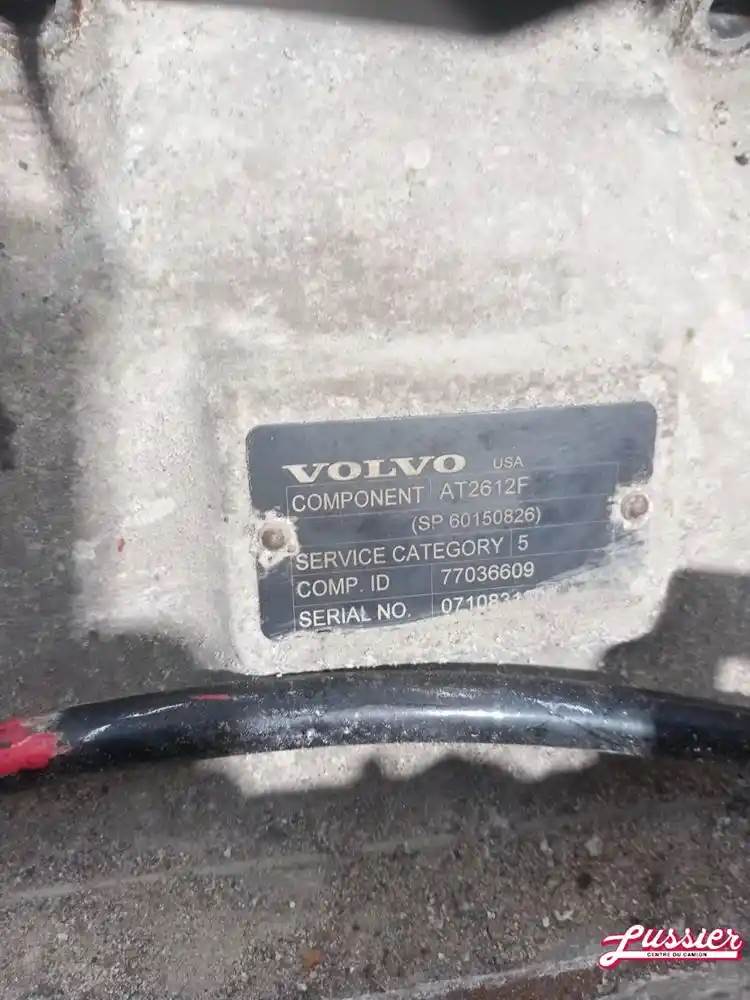 VOLVO USA
COMPONENT AT2612F
(SP 60150826)
SERVICE CATEGORY 5
COMP. ID 77036609
SERIAL NO.
Lussier
CENTRE DU CAMION